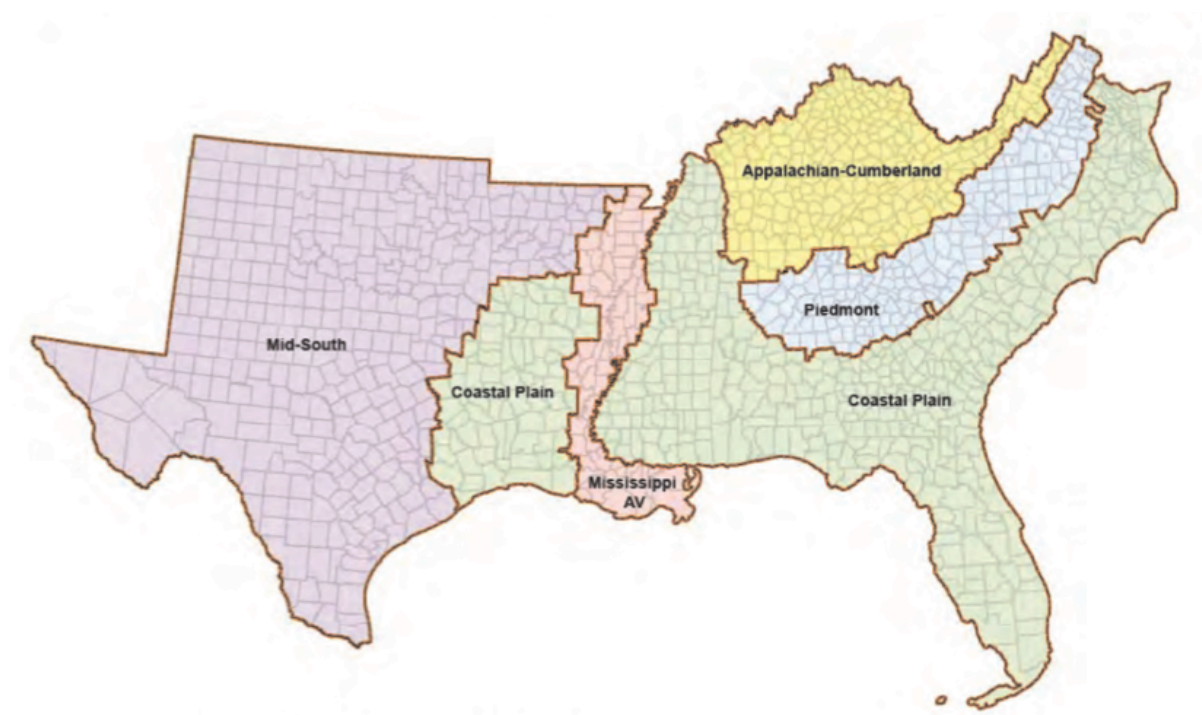 Appalachian-Cumberland
Piedmont
Mid-South
Coastal Plain
Coastal Plain
Mississippi
AV